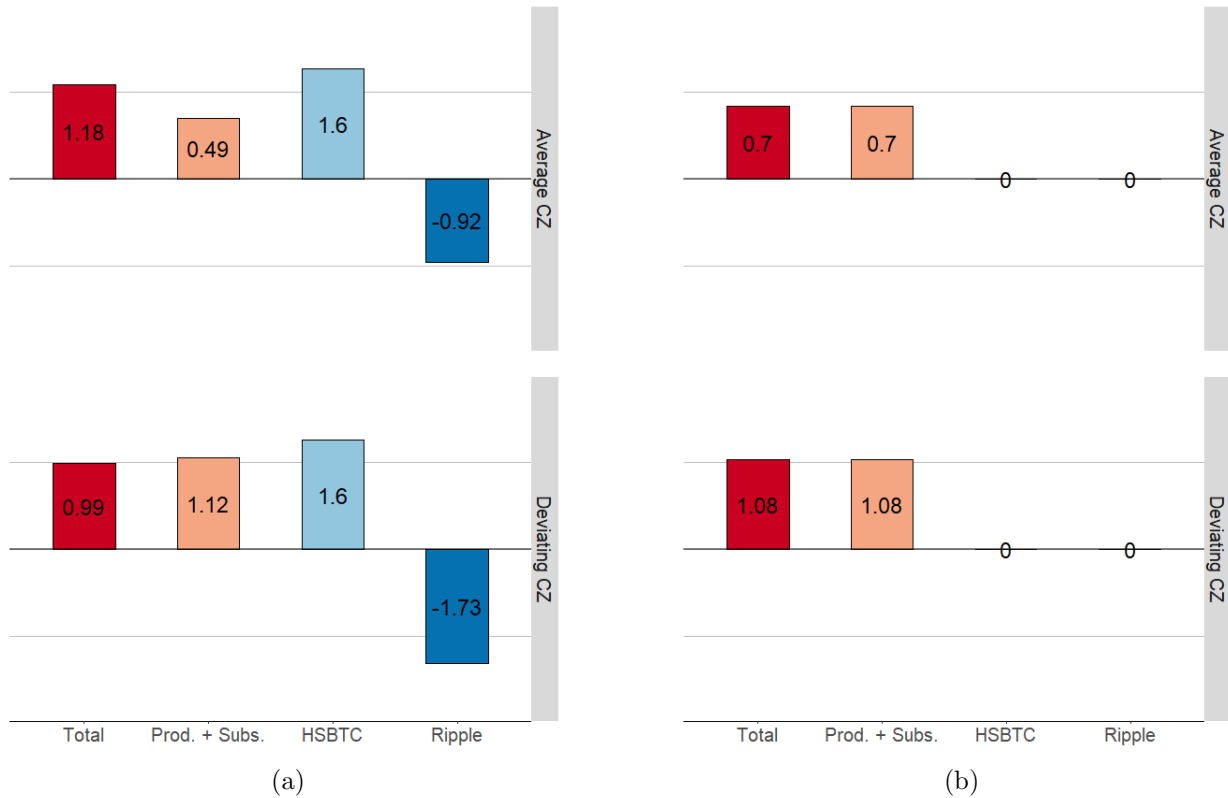 1.18
0.49
1.6
-0.92
Average CZ
0.99
1.12
1.6
-1.73
Deviating CZ
Total
Prod. + Subs.
HSBTC
Ripple
(a)
0.7
0.7
0
0
Average CZ
1.08
1.08
0
0
Deviating CZ
Total
Prod. + Subs.
HSBTC
Ripple
(b)